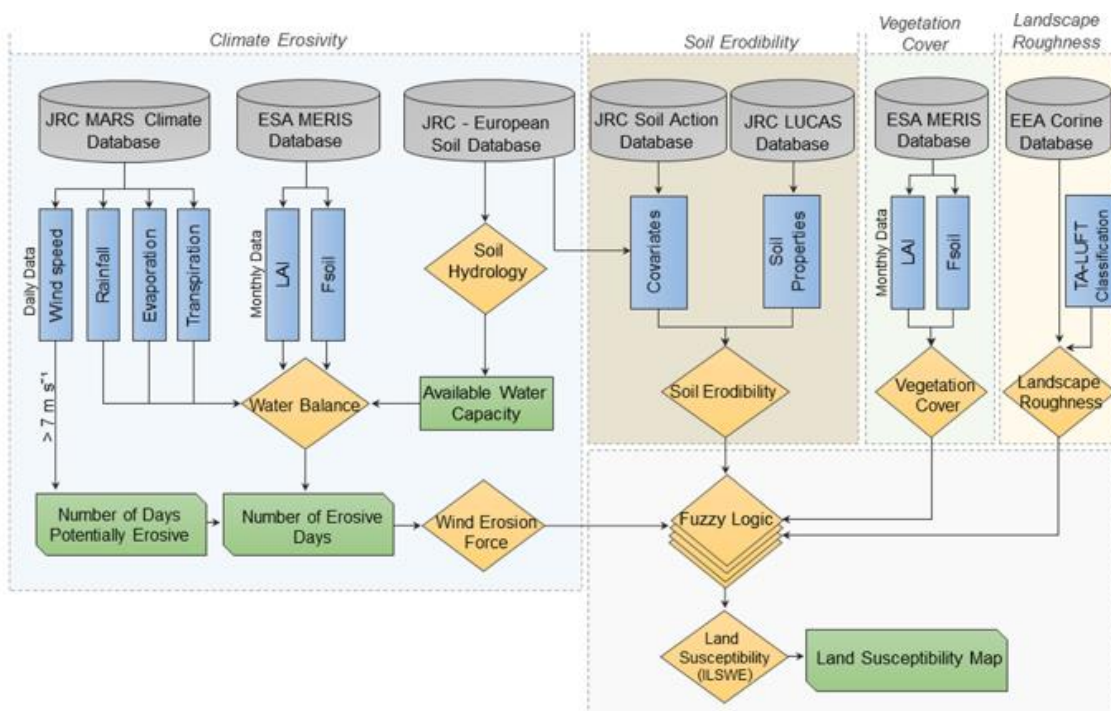 Climate Erosivity
Soil Erodibility
Vegetation
Cover
Landscape
Roughness
JRC MARS Climate
Database
ESA MERIS
Database
JRC - European
Soil Database
JRC Soil Action
Database
JRC LUCAS
Database
ESA MERIS
Database
EEA Corine
Database
Daily Data
Wind speed
Rainfall
Evaporation
Transpiration
Monthly Data
LAI
Fsoil
Soil
Hydrology
Covariates
Soil
Properties
Monthly Data
LAI
Fsoil
TA-LUFT
Classification
> 7 m s⁻¹
Water Balance
Available Water
Capacity
Soil Erodibility
Vegetation
Cover
Landscape
Roughness
Number of Days
Potentially Erosive
Number of Erosive
Days
Wind Erosion
Force
Fuzzy Logic
Land
Susceptibility
(ILSWE)
Land Susceptibility Map